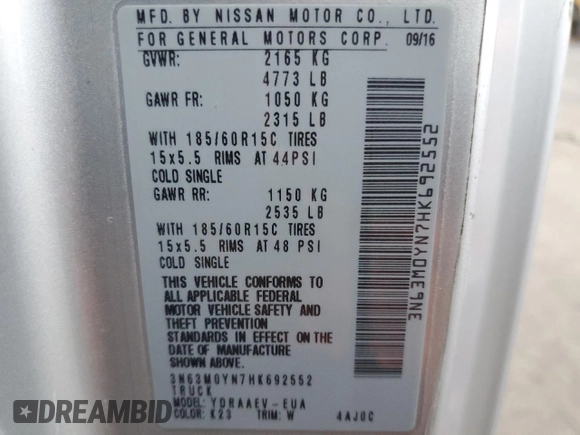 MFD. BY NISSAN MOTOR CO., LTD.
FOR GENERAL MOTORS CORP. 09/16
GVWR: 2165 KG
4773 LB
GAWR FR: 1050 KG
2315 LB
WITH 185/60R15C TIRES
15x5.5 RIMS AT 44PSI
COLD SINGLE
GAWR RR: 1150 KG
2535 LB
WITH 185/60R15C TIRES
15x5.5 RIMS AT 48 PSI
COLD SINGLE
THIS VEHICLE CONFORMS TO
ALL APPLICABLE FEDERAL
MOTOR VEHICLE SAFETY AND
THEFT PREVENTION
STANDARDS IN EFFECT ON THE
DATE OF MANUFACTURE
SHOWN ABOVE.
3N63M0YN7HK692552
TRUCK
MODEL: YDRAAEV-EUA
COLOR: K23 TRIM: W 4AJ0C
3N63M0YN7HK692552
DID.CARS